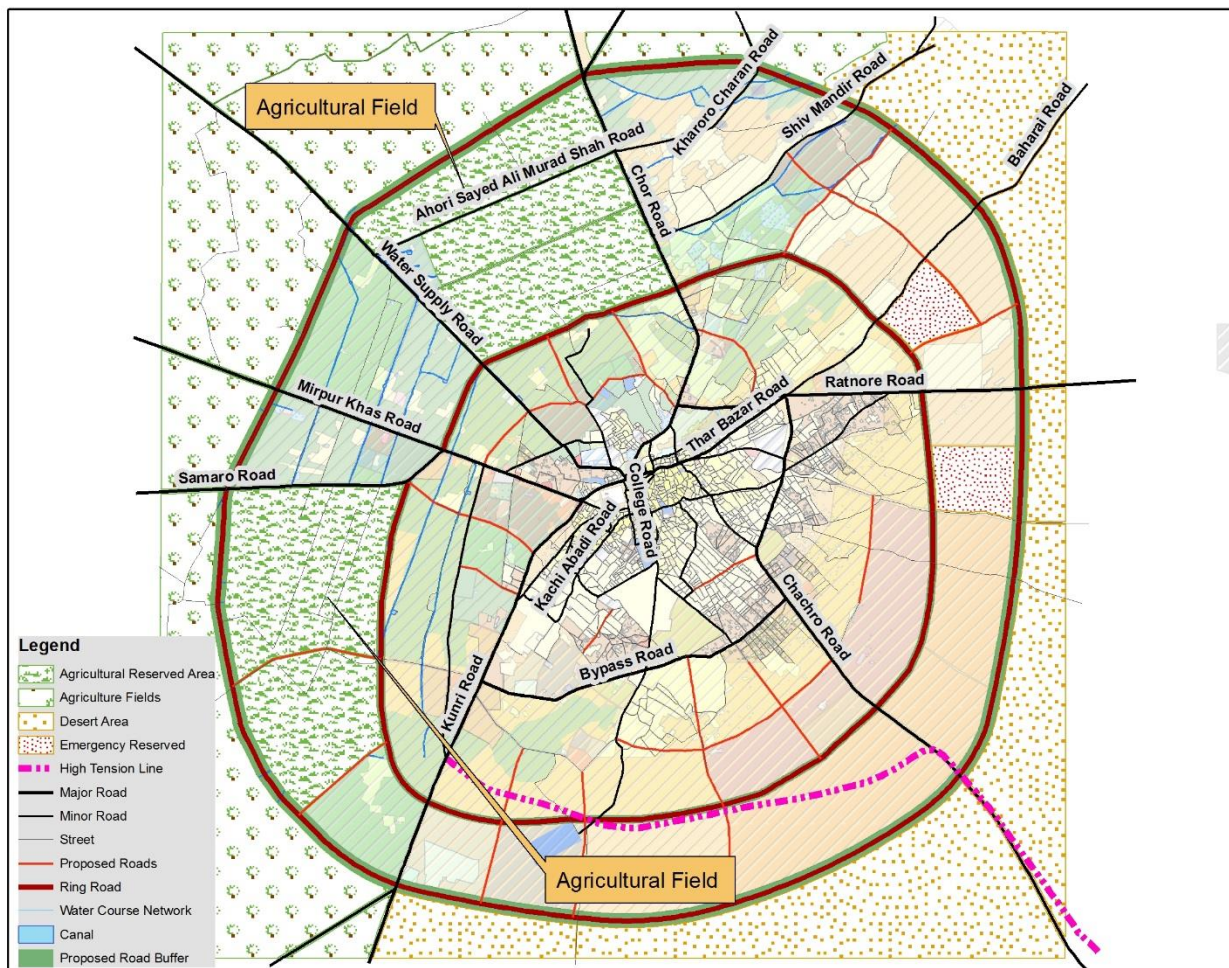 Agricultural Field
Ahori Sayed Ali Murad Shah Road
Kharoro Charan Road
Shiv Mandir Road
Baharai Road
Chor Road
Water Supply Road
Mirpur Khas Road
Samaro Road
Thar Bazar Road
Ratnore Road
College Road
Kachi Abadi Road
Chachro Road
Bypass Road
Kunri Road
Agricultural Field
Legend
Agricultural Reserved Area
Agriculture Fields
Desert Area
Emergency Reserved
High Tension Line
Major Road
Minor Road
Street
Proposed Roads
Ring Road
Water Course Network
Canal
Proposed Road Buffer